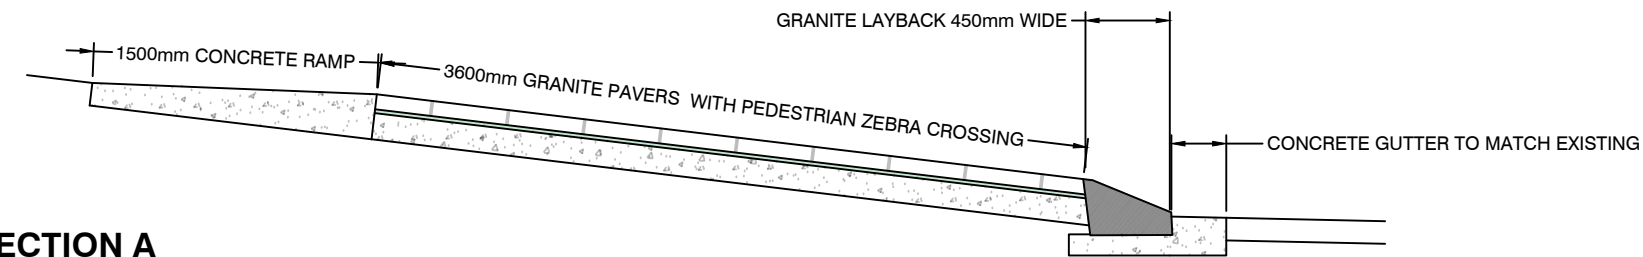 GRANITE LAYBACK 450mm WIDE
1500mm CONCRETE RAMP
3600mm GRANITE PAVERS WITH PEDESTRIAN ZEBRA CROSSING
CONCRETE GUTTER TO MATCH EXISTING
ECTION A